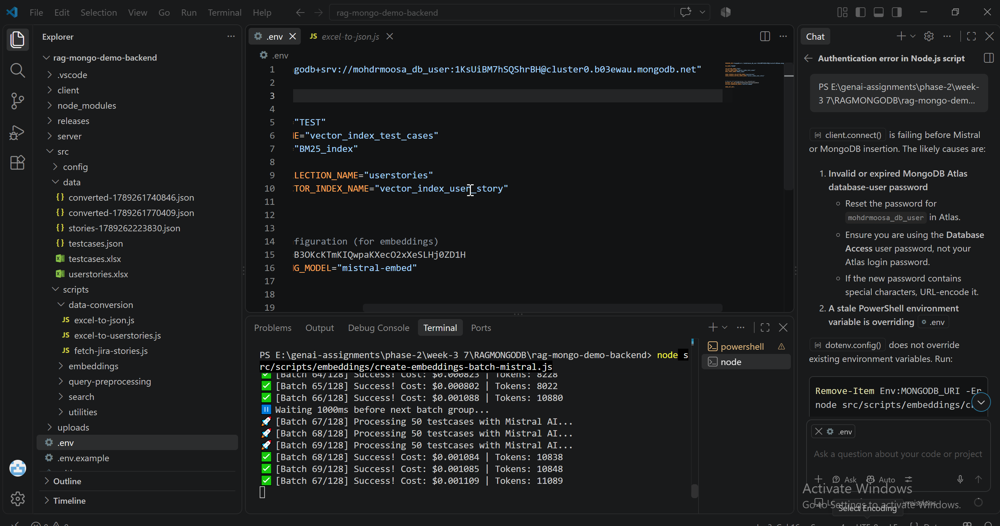 File Edit Selection View Go Run Terminal Help
rag-mongo-demo-backend
Explorer
rag-mongo-demo-backend
.vscode
client
node_modules
releases
server
src
config
data
converted-1789261740846.json
converted-1789261770409.json
stories-1789262223830.json
testcases.json
testcases.xlsx
userstories.xlsx
scripts
data-conversion
JS excel-to-json.js
JS excel-to-userstories.js
JS fetch-jira-stories.js
embeddings
query-preprocessing
search
utilities
uploads
.env
.env.example
Outline
Timeline
.env
JS excel-to-json.js
.env
1 godb+srv://mohdrmoosa_db_user:1KsUiBM7hSQShrBH@cluster0.b03ewau.mongodb.net"
2
3
4
5 "TEST"
6 E="vector_index_test_cases"
7 "BM25_index"
8
9 LECTION_NAME="userstories"
10 TOR_INDEX_NAME="vector_index_user_story"
11
12
13
14 figuration (for embeddings)
15 B3OKcKTmKIQwpaKXecO2xXeSLHj0ZD1H
16 G_MODEL="mistral-embed"
17
18
19
Problems Output Debug Console Terminal Ports
PS E:\genai-assignments\phase-2\week-3 7\RAGMONGODB\rag-mongo-demo-backend> node s
rc/scripts/embeddings/create-embeddings-batch-mistral.js
[Batch 64/128] Success! Cost: $0.000823 | Tokens: 8228
[Batch 65/128] Success! Cost: $0.000802 | Tokens: 8022
[Batch 66/128] Success! Cost: $0.001088 | Tokens: 10880
Waiting 1000ms before next batch group...
[Batch 67/128] Processing 50 testcases with Mistral AI...
[Batch 68/128] Processing 50 testcases with Mistral AI...
[Batch 69/128] Processing 50 testcases with Mistral AI...
[Batch 68/128] Success! Cost: $0.001084 | Tokens: 10838
[Batch 69/128] Success! Cost: $0.001085 | Tokens: 10848
[Batch 67/128] Success! Cost: $0.001109 | Tokens: 11089
powershell
node
Chat
Authentication error in Node.js script
PS E:\genai-assignments\phase-2\week-
3 7\RAGMONGODB\rag-mongo-dem...
client.connect() is failing before Mistral
or MongoDB insertion. The likely causes are:
1. Invalid or expired MongoDB Atlas
database-user password
Reset the password for
mohdrmoosa_db_user in Atlas.
Ensure you are using the Database
Access user password, not your
Atlas login password.
If the new password contains
special characters, URL-encode it.
2. A stale PowerShell environment
variable is overriding .env
dotenv.config() does not override
existing environment variables. Run:
Remove-Item Env:MONGODB_URI -Er
node src/scripts/embeddings/c
.env
Ask a question about your code or project
Ask Auto
Activate Windows
Go to Settings to activate Windows.
Select Encoding